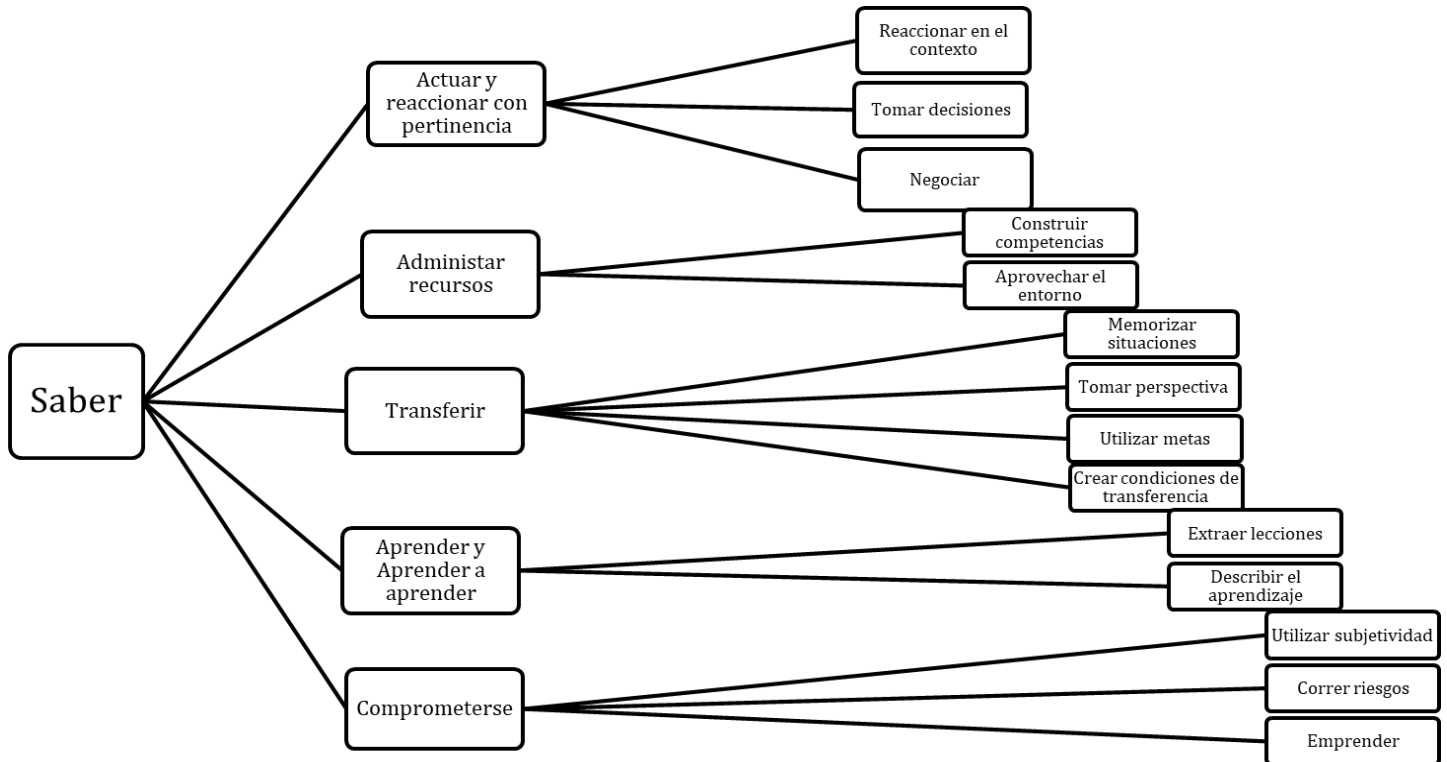 Saber
Actuar y
reaccionar con
pertinencia
Reaccionar en el
contexto
Tomar decisiones
Negociar
Administar
recursos
Construir
competencias
Aprovechar el
entorno
Transferir
Memorizar
situaciones
Tomar perspectiva
Utilizar metas
Crear condiciones de
transferencia
Aprender y
Aprender a
aprender
Extraer lecciones
Describir el
aprendizaje
Comprometerse
Utilizar subjetividad
Correr riesgos
Emprender